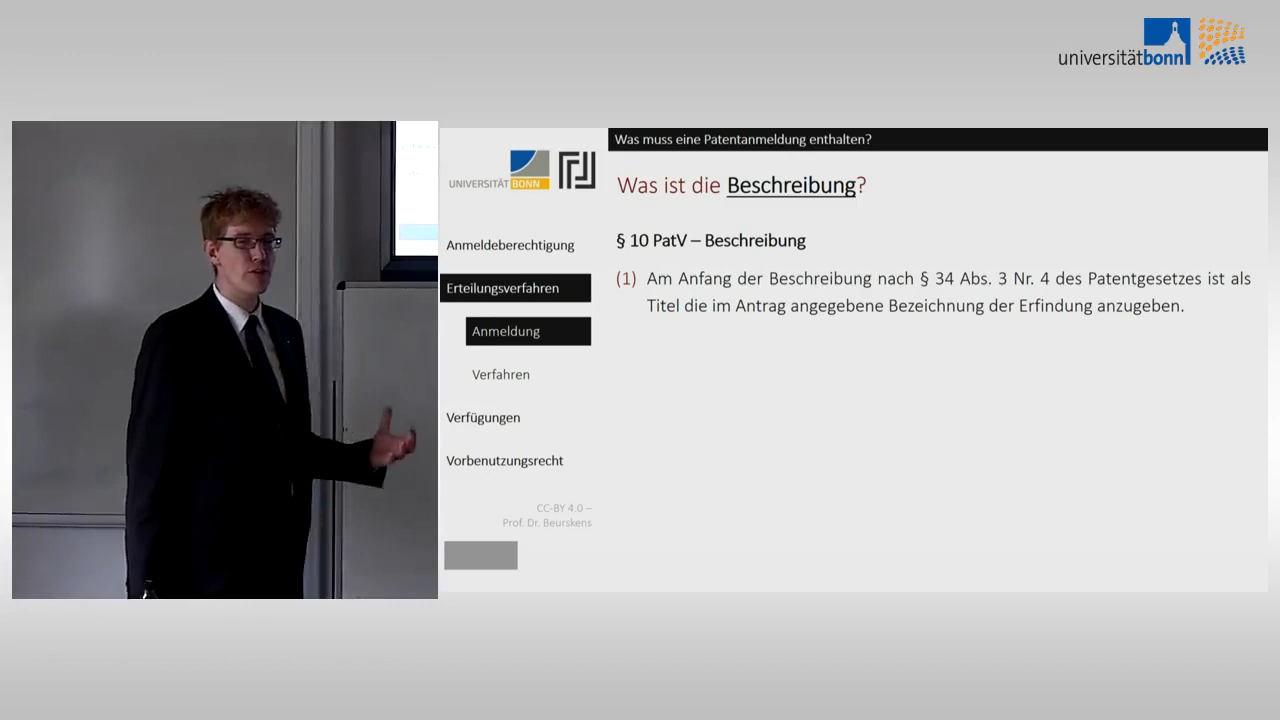 universitätbonn
Was muss eine Patentanmeldung enthalten?
UNIVERSITÄT BONN
Was ist die Beschreibung?
§ 10 PatV – Beschreibung
(1) Am Anfang der Beschreibung nach § 34 Abs. 3 Nr. 4 des Patentgesetzes ist als
Titel die im Antrag angegebene Bezeichnung der Erfindung anzugeben.
Anmeldeberechtigung
Erteilungsverfahren
Anmeldung
Verfahren
Verfügungen
Vorbenutzungsrecht
CC-BY 4.0 –
Prof. Dr. Beurskens